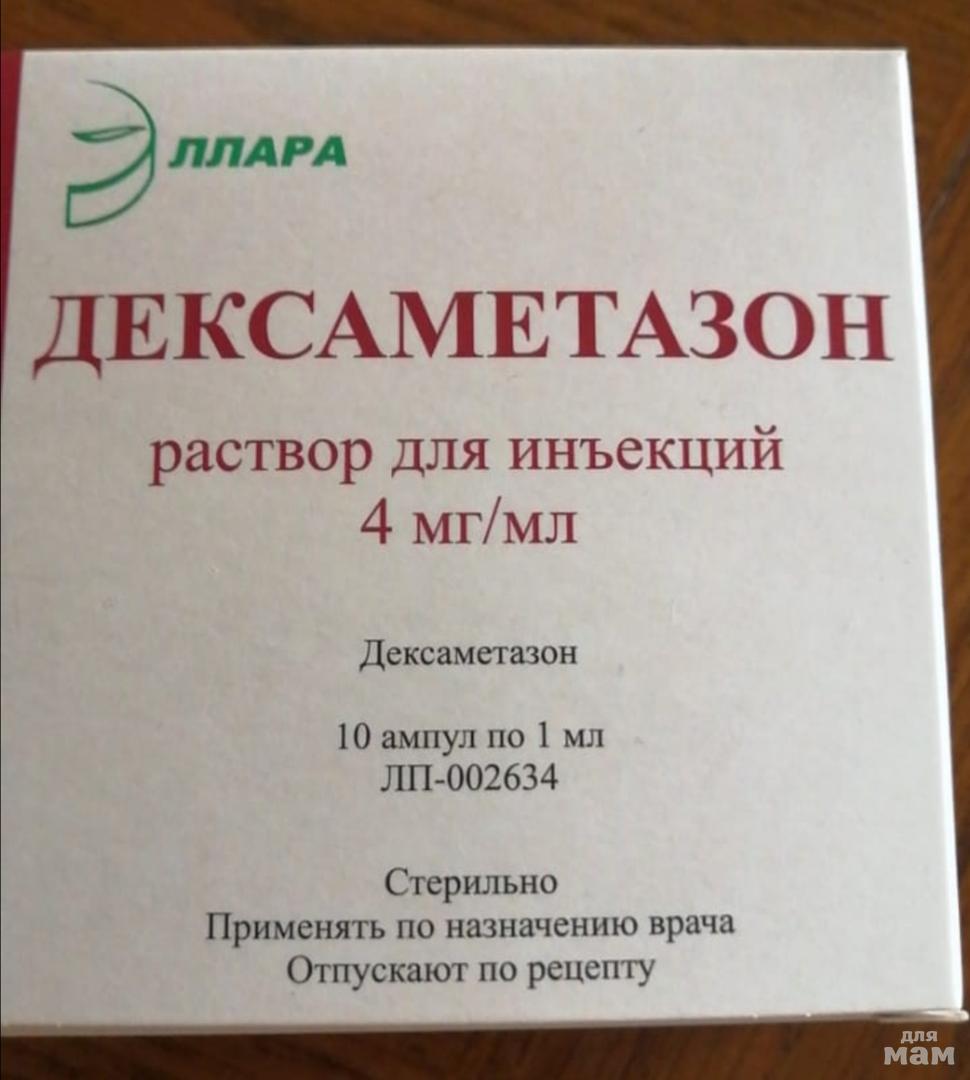 ЭЛЛАРА
ДЕКСАМЕТАЗОН
раствор для инъекций
4 мг/мл
Дексаметазон
10 ампул по 1 мл
ЛП-002634
Стерильно
Применять по назначению врача
Отпускают по рецепту
для
мам